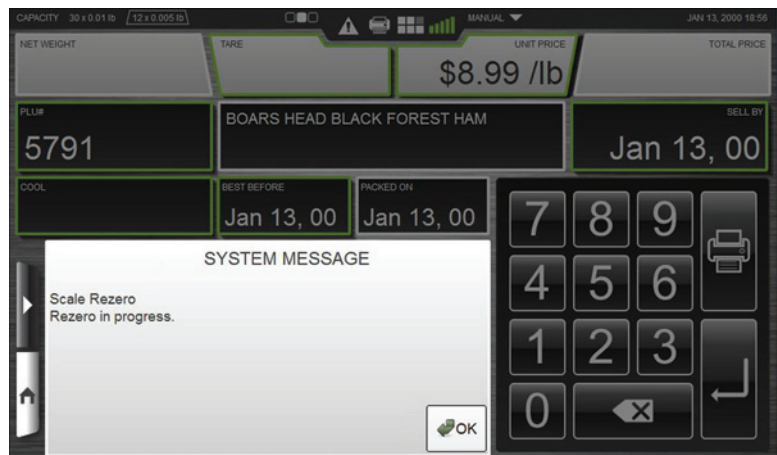 CAPACITY 30 x 0.01 lb 12 x 0.005 lb MANUAL JAN 13, 2000 18:56
NET WEIGHT TARE UNIT PRICE TOTAL PRICE
$8.99 /lb
PLU# BOARS HEAD BLACK FOREST HAM SELL BY
5791 Jan 13, 00
COOL BEST BEFORE PACKED ON
Jan 13, 00 Jan 13, 00
7 8 9
SYSTEM MESSAGE
4 5 6
Scale Rezero
Rezero in progress.
1 2 3
0
OK